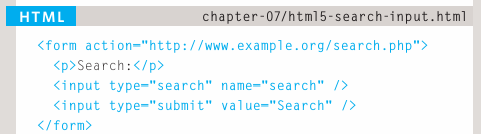 HTML chapter-07/html5-search-input.html
<form action="http://www.example.org/search.php">
<p>Search:</p>
<input type="search" name="search" />
<input type="submit" value="Search" />
</form>